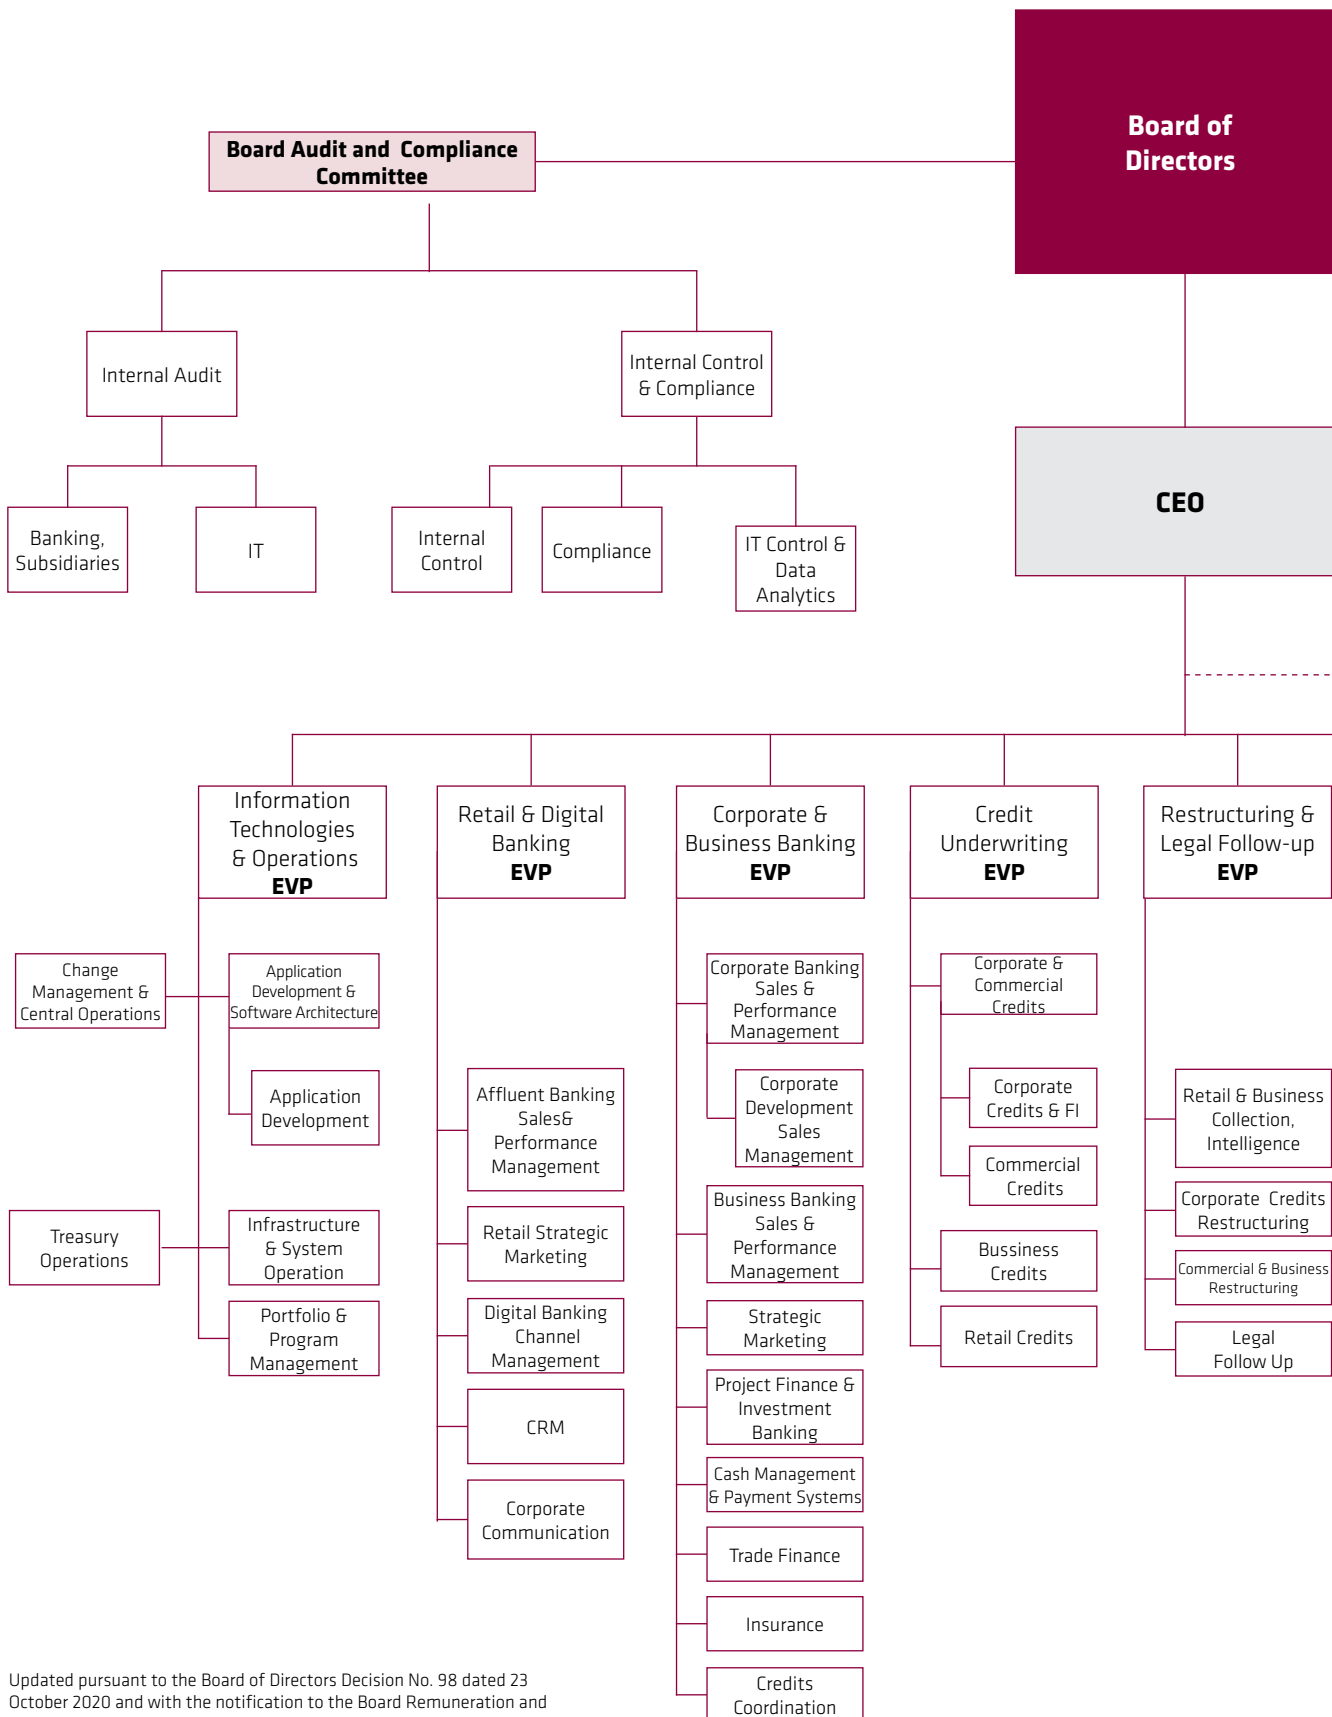 Board of
Directors
Board Audit and Compliance
Committee
Internal Audit
Internal Control
& Compliance
CEO
Banking,
Subsidiaries
IT
Internal
Control
Compliance
IT Control &
Data
Analytics
Information
Technologies
& Operations
EVP
Retail & Digital
Banking
EVP
Corporate &
Business Banking
EVP
Credit
Underwriting
EVP
Restructuring &
Legal Follow-up
EVP
Change
Management &
Central Operations
Application
Development &
Software Architecture
Application
Development
Treasury
Operations
Infrastructure
& System
Operation
Portfolio &
Program
Management
Affluent Banking
Sales&
Performance
Management
Retail Strategic
Marketing
Digital Banking
Channel
Management
CRM
Corporate
Communication
Corporate Banking
Sales &
Performance
Management
Corporate
Development
Sales
Management
Business Banking
Sales &
Performance
Management
Strategic
Marketing
Project Finance &
Investment
Banking
Cash Management
& Payment Systems
Trade Finance
Insurance
Credits
Coordination
Corporate &
Commercial
Credits
Corporate
Credits & FI
Commercial
Credits
Bussiness
Credits
Retail Credits
Retail & Business
Collection,
Intelligence
Corporate Credits
Restructuring
Commercial & Business
Restructuring
Legal
Follow Up
Updated pursuant to the Board of Directors Decision No. 98 dated 23
October 2020 and with the notification to the Board Remuneration and